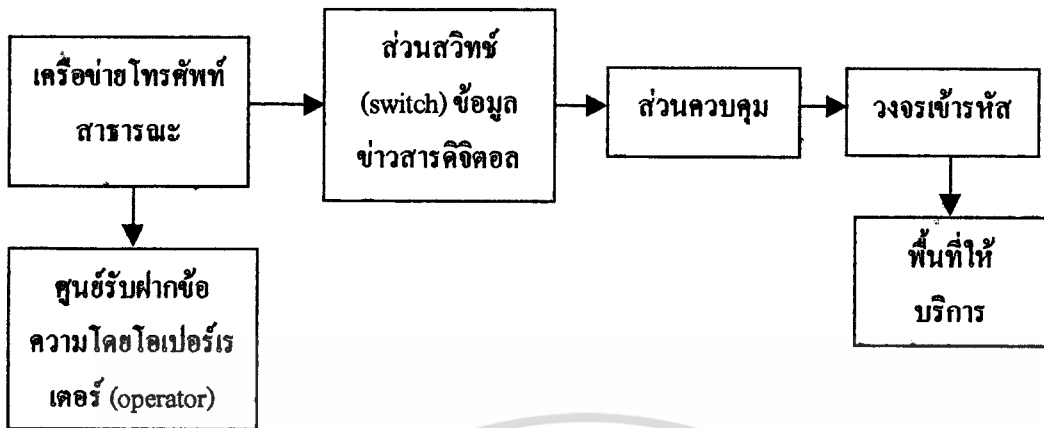 เครือข่ายโทรศัพท์
สาธารณะ
ส่วนสวิทช์
(switch) ข้อมูล
ข่าวสารดิจิตอล
ส่วนควบคุม
วงจรเข้ารหัส
ศูนย์รับฝากข้อ
ความโดยโอเปอร์เร
เตอร์ (operator)
พื้นที่ให้
บริการ